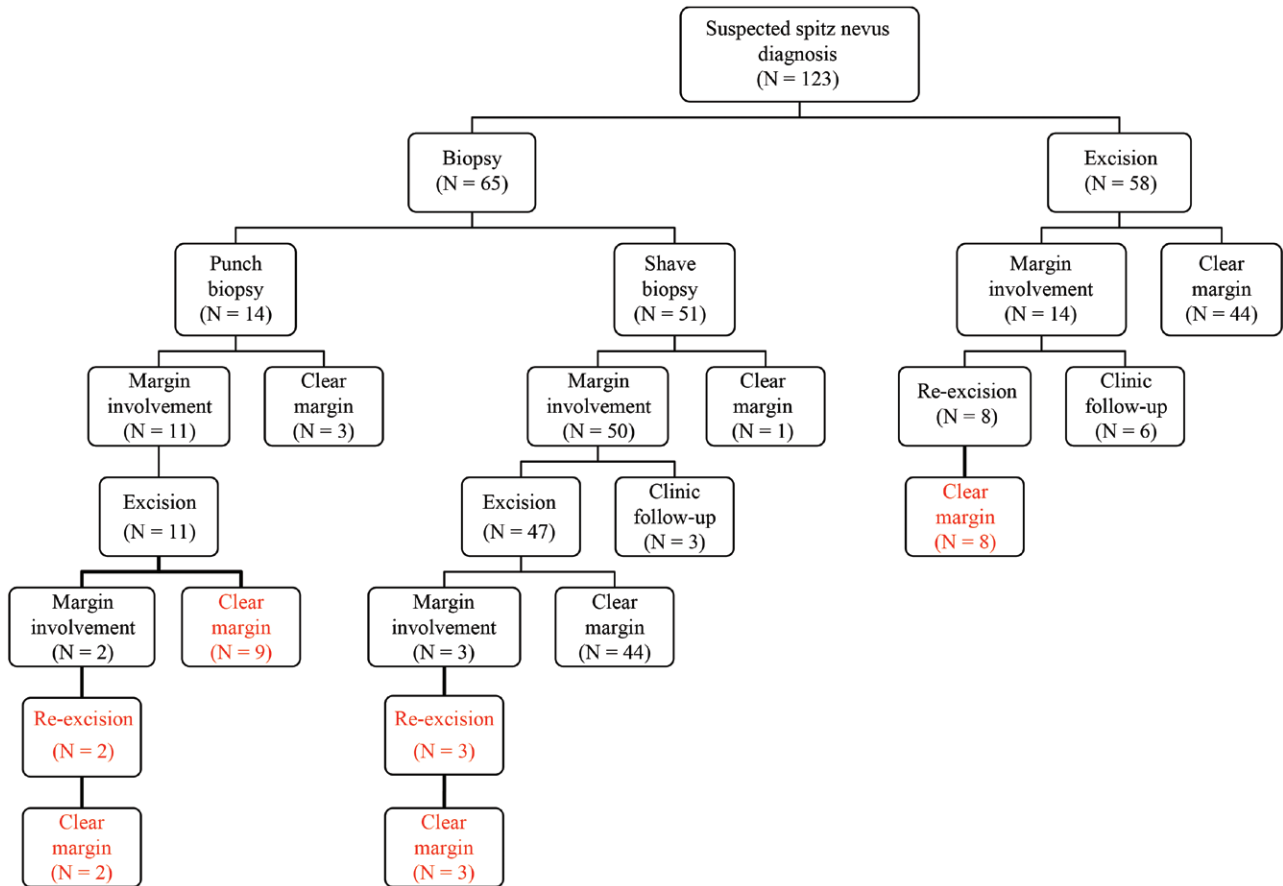 Suspected spitz nevus
diagnosis
(N = 123)
Biopsy
(N = 65)
Excision
(N = 58)
Punch
biopsy
(N = 14)
Shave
biopsy
(N = 51)
Margin
involvement
(N = 14)
Clear
margin
(N = 44)
Margin
involvement
(N = 11)
Clear
margin
(N = 3)
Margin
involvement
(N = 50)
Clear
margin
(N = 1)
Re-excision
(N = 8)
Clinic
follow-up
(N = 6)
Excision
(N = 11)
Excision
(N = 47)
Clinic
follow-up
(N = 3)
Clear
margin
(N = 8)
Margin
involvement
(N = 2)
Clear
margin
(N = 9)
Margin
involvement
(N = 3)
Clear
margin
(N = 44)
Re-excision
(N = 2)
Re-excision
(N = 3)
Clear
margin
(N = 2)
Clear
margin
(N = 3)